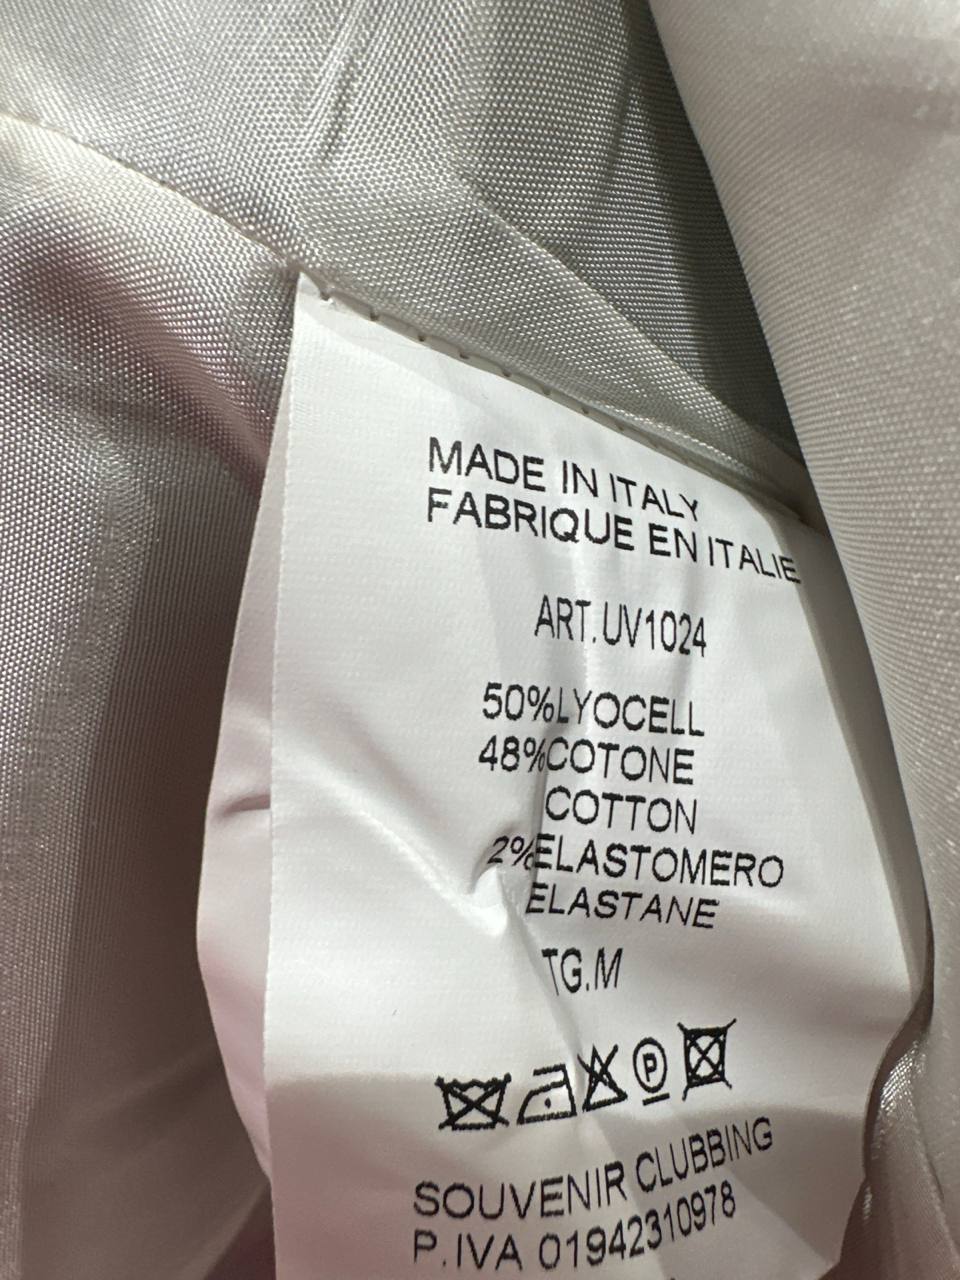 MADE IN ITALY
FABRIQUE EN ITALIE
ART.UV1024
50%LYOCELL
48%COTONE
COTTON
2%ELASTOMERO
ELASTANE
TG.M
P
SOUVENIR CLUBBING
P.IVA 01942310978